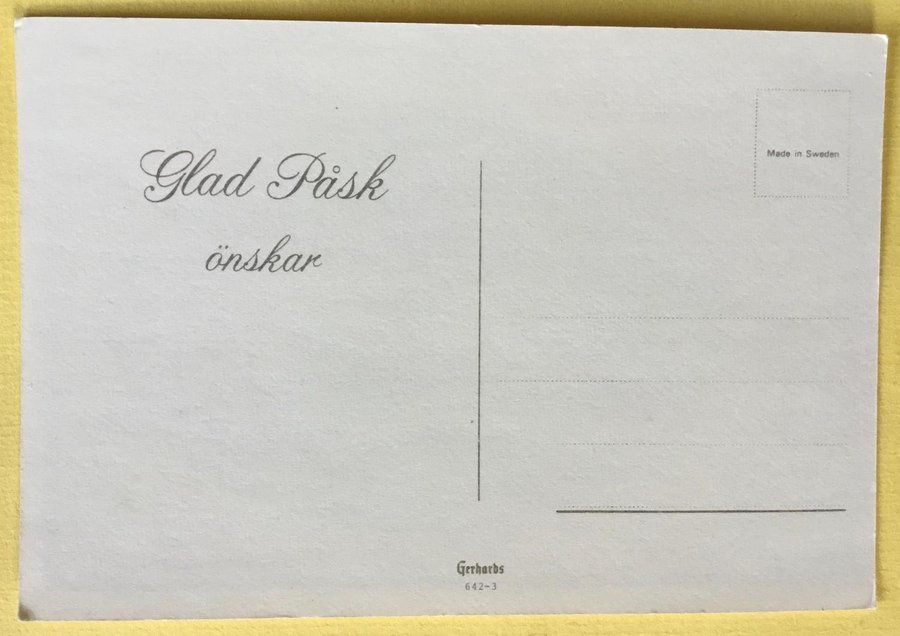 Glad Påsk
önskar
Made in Sweden
Gerhards
642-3